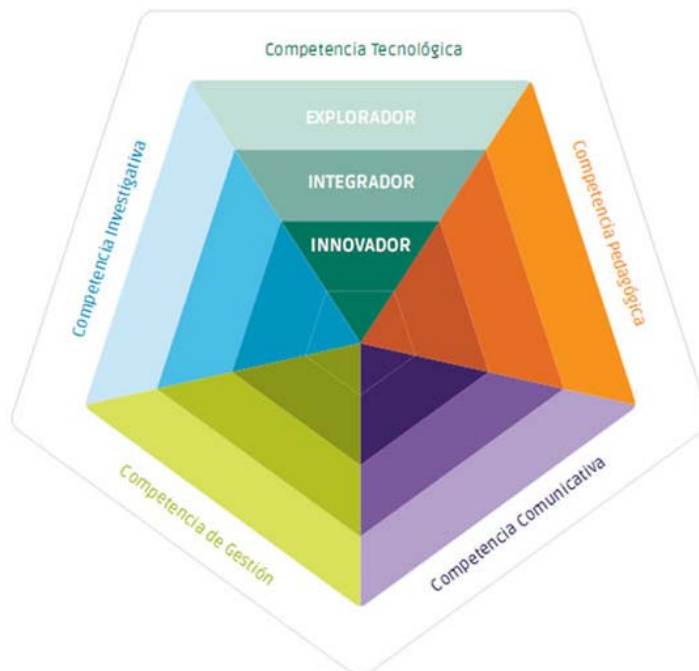 Competencia Tecnológica
EXPLORADOR
INTEGRADOR
INNOVADOR
Competencia Investigativa
Competencia Pedagógica
Competencia de Gestión
Competencia Comunicativa